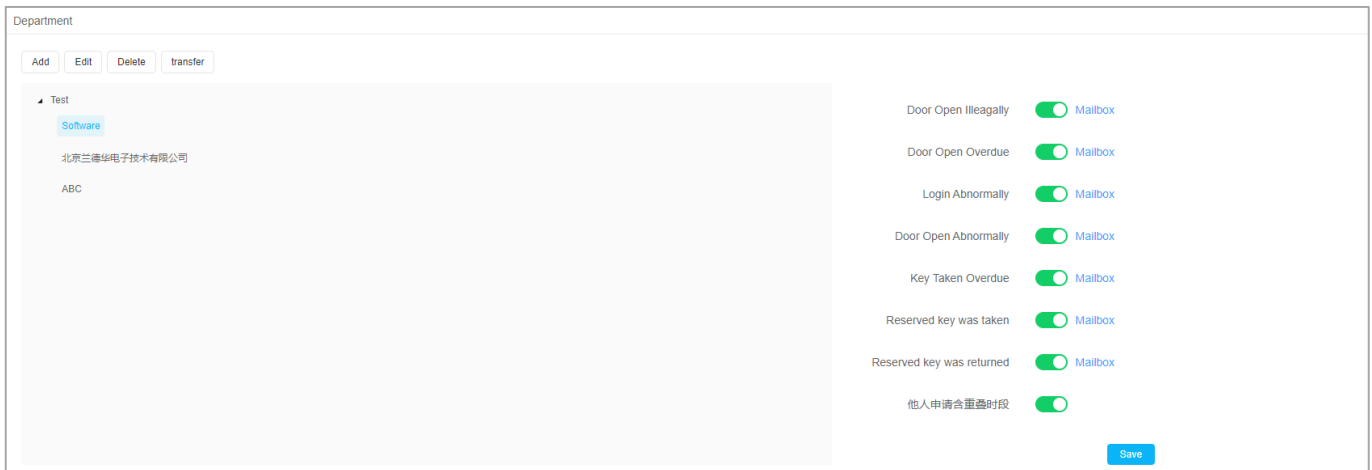 Department
Add Edit Delete transfer
Test
Software
北京兰德华电子技术有限公司
ABC
Door Open Illeagally Mailbox
Door Open Overdue Mailbox
Login Abnormally Mailbox
Door Open Abnormally Mailbox
Key Taken Overdue Mailbox
Reserved key was taken Mailbox
Reserved key was returned Mailbox
他人申请含重叠时段
Save